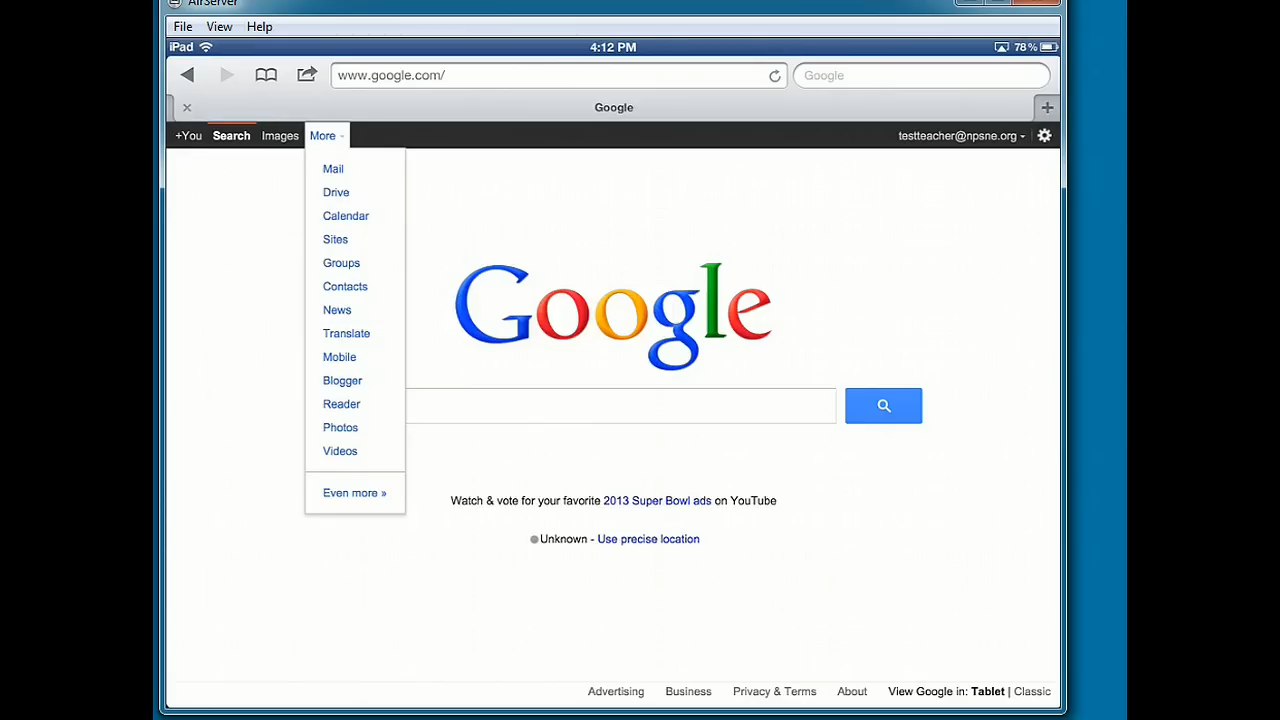 AirServer
File View Help
iPad 4:12 PM 78%
www.google.com/ Google
Google
+You Search Images More testteacher@npsne.org
Mail
Drive
Calendar
Sites
Groups
Contacts
News
Translate
Mobile
Blogger
Reader
Photos
Videos
Even more »
Google
Watch & vote for your favorite 2013 Super Bowl ads on YouTube
Unknown - Use precise location
Advertising Business Privacy & Terms About View Google in: Tablet | Classic